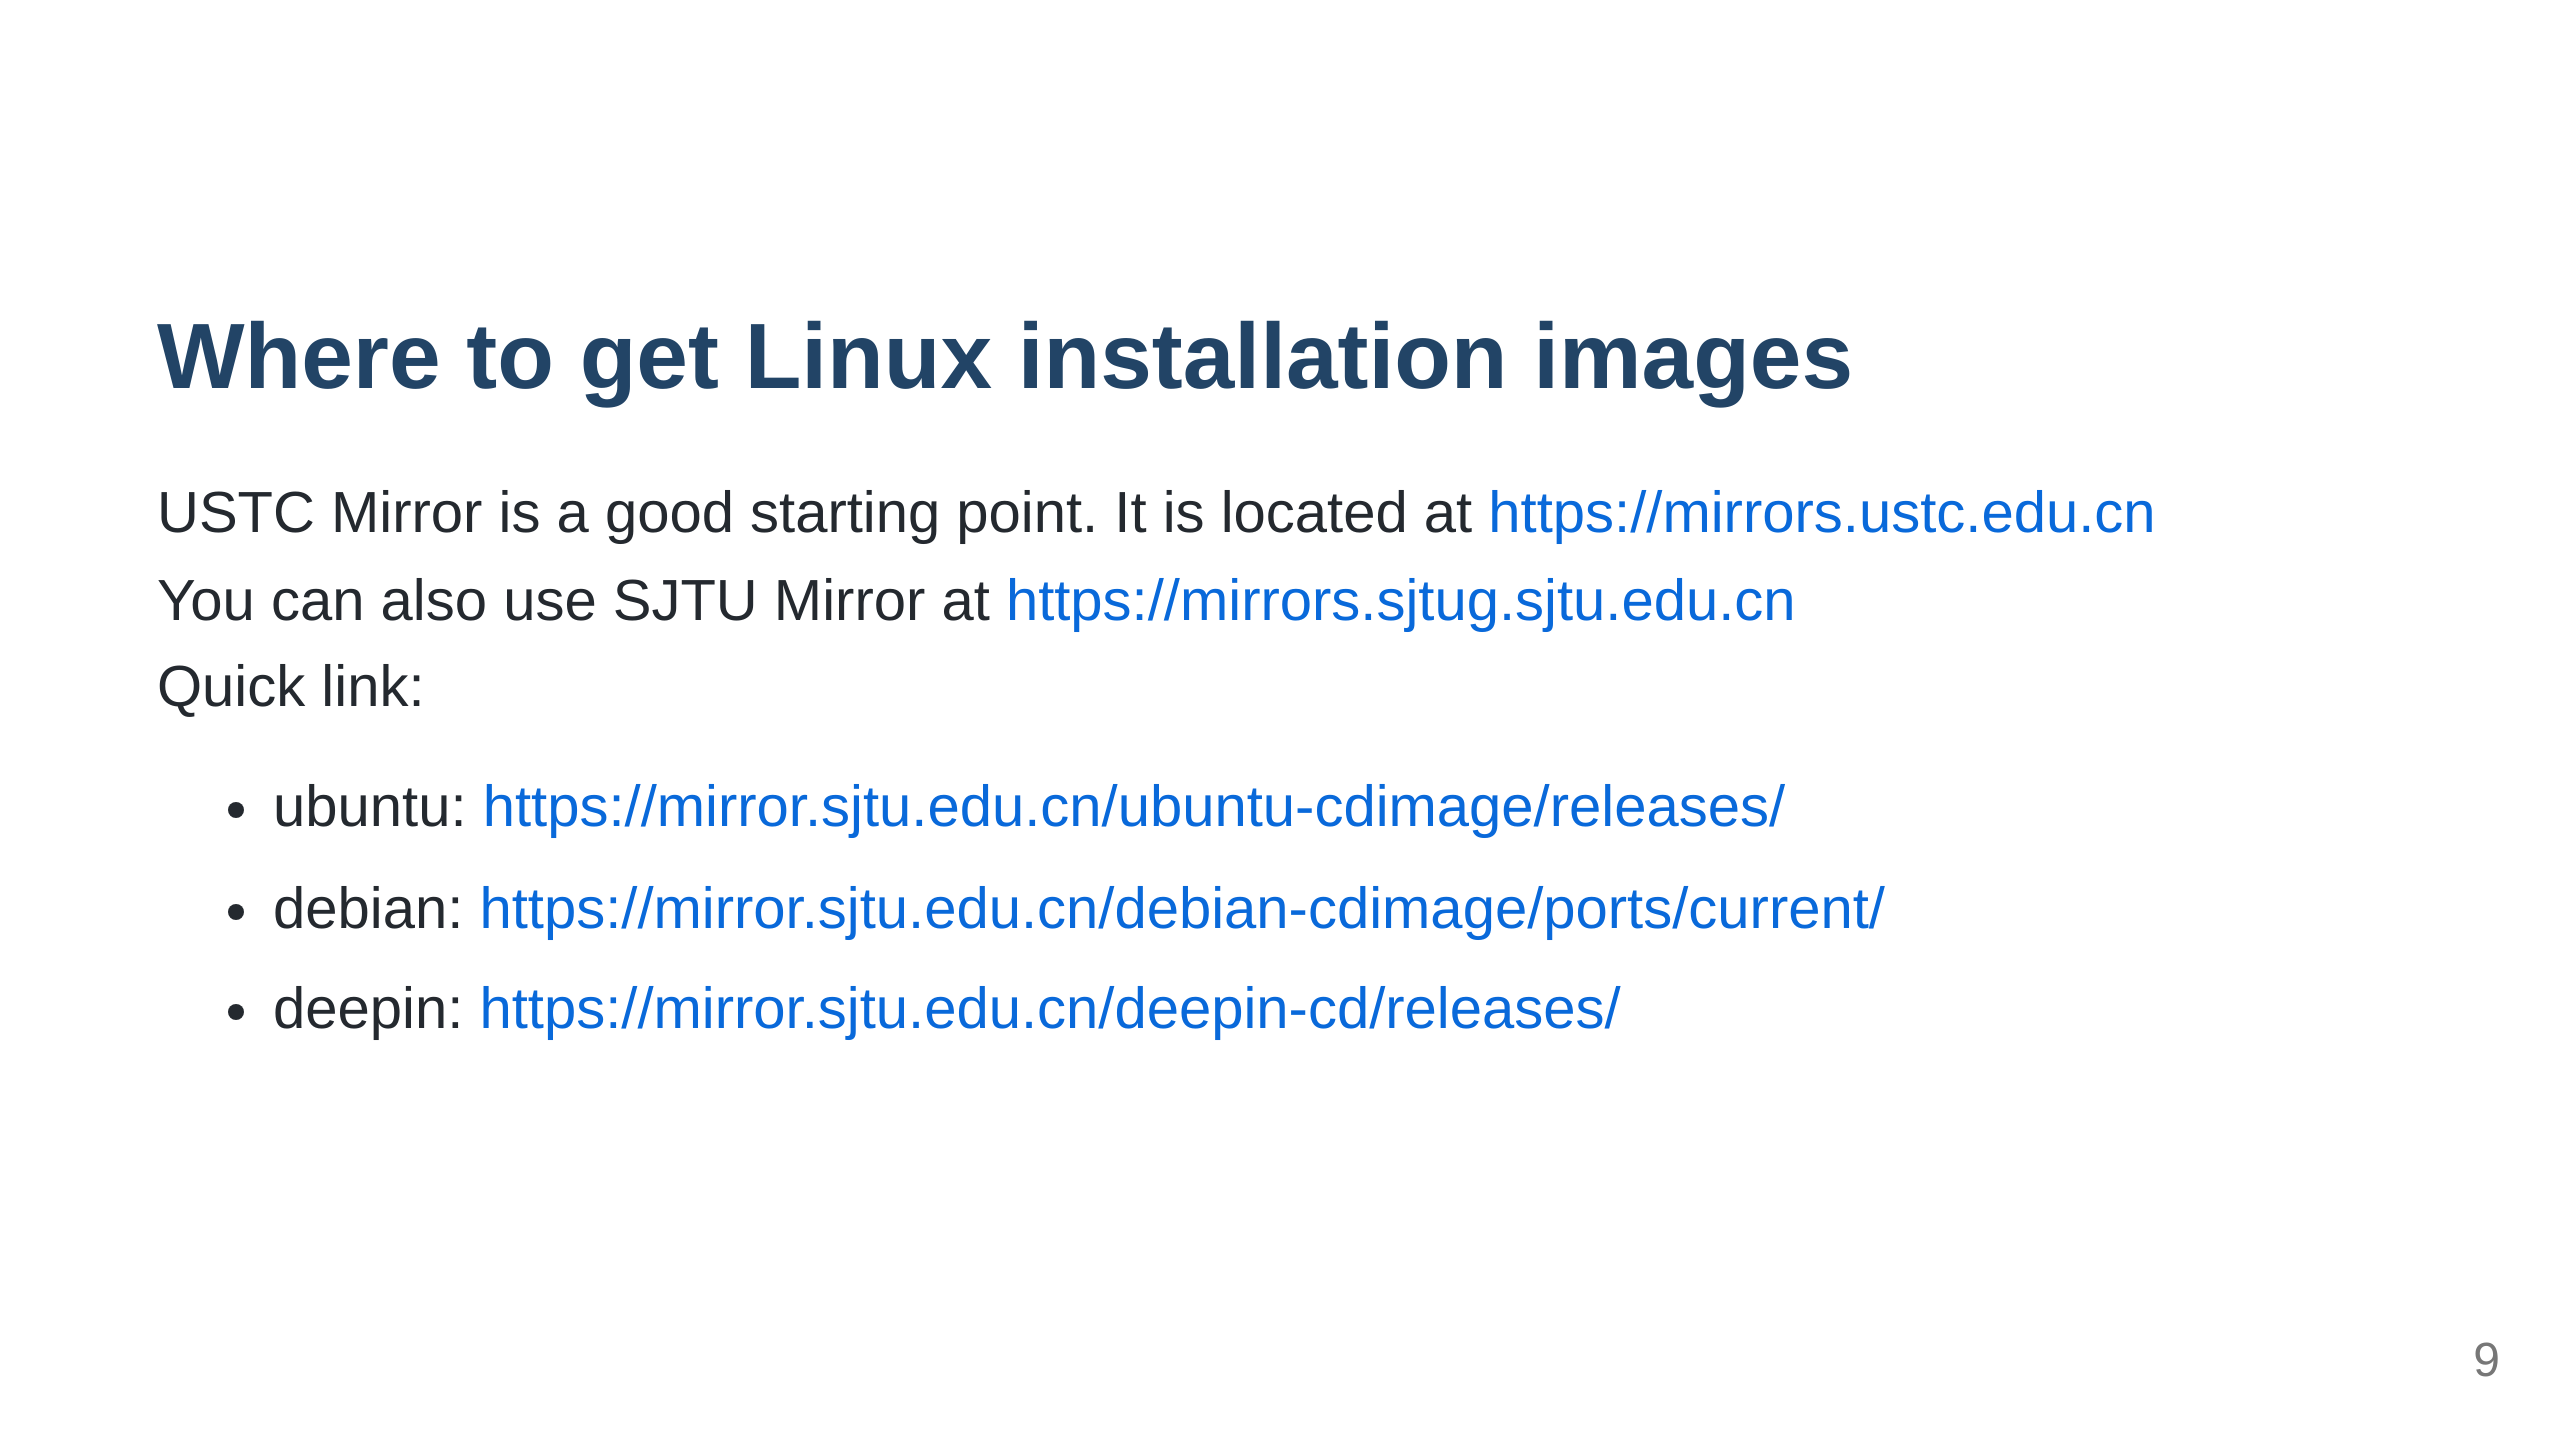 Where to get Linux installation images
USTC Mirror is a good starting point. It is located at https://mirrors.ustc.edu.cn
You can also use SJTU Mirror at https://mirrors.sjtug.sjtu.edu.cn
Quick link:
• ubuntu: https://mirror.sjtu.edu.cn/ubuntu-cdimage/releases/
• debian: https://mirror.sjtu.edu.cn/debian-cdimage/ports/current/
• deepin: https://mirror.sjtu.edu.cn/deepin-cd/releases/
9